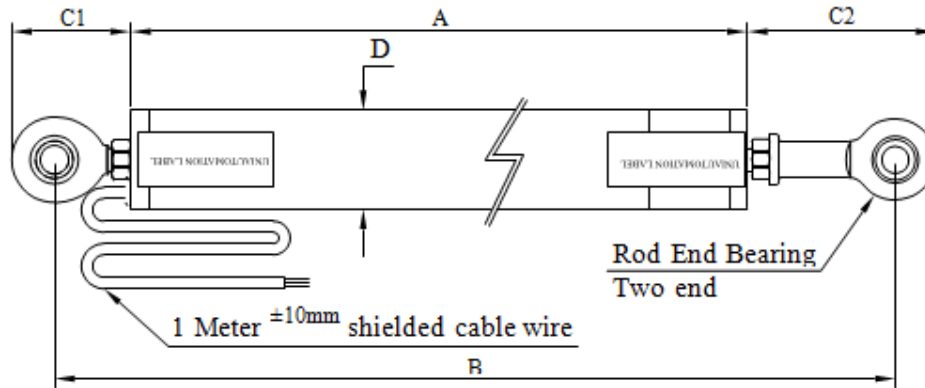 C1
A
C2
D
UNIAUTOMATION LABEL
UNIAUTOMATION LABEL
Rod End Bearing
Two end
1 Meter ±10mm shielded cable wire
B